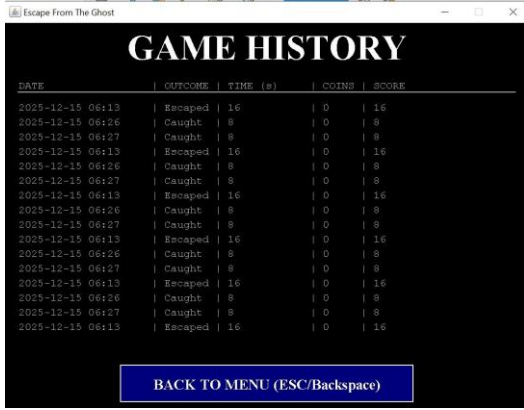 Escape From The Ghost
GAME HISTORY
DATE | OUTCOME | TIME (s) | COINS | SCORE
2025-12-15 06:13 | Escaped | 16 | 0 | 16
2025-12-15 06:26 | Caught | 8 | 0 | 8
2025-12-15 06:27 | Caught | 8 | 0 | 8
2025-12-15 06:13 | Escaped | 16 | 0 | 16
2025-12-15 06:26 | Caught | 8 | 0 | 8
2025-12-15 06:27 | Caught | 8 | 0 | 8
2025-12-15 06:13 | Escaped | 16 | 0 | 16
2025-12-15 06:26 | Caught | 8 | 0 | 8
2025-12-15 06:27 | Caught | 8 | 0 | 8
2025-12-15 06:13 | Escaped | 16 | 0 | 16
2025-12-15 06:26 | Caught | 8 | 0 | 8
2025-12-15 06:27 | Caught | 8 | 0 | 8
2025-12-15 06:13 | Escaped | 16 | 0 | 16
2025-12-15 06:26 | Caught | 8 | 0 | 8
2025-12-15 06:27 | Caught | 8 | 0 | 8
2025-12-15 06:13 | Escaped | 16 | 0 | 16
BACK TO MENU (ESC/Backspace)